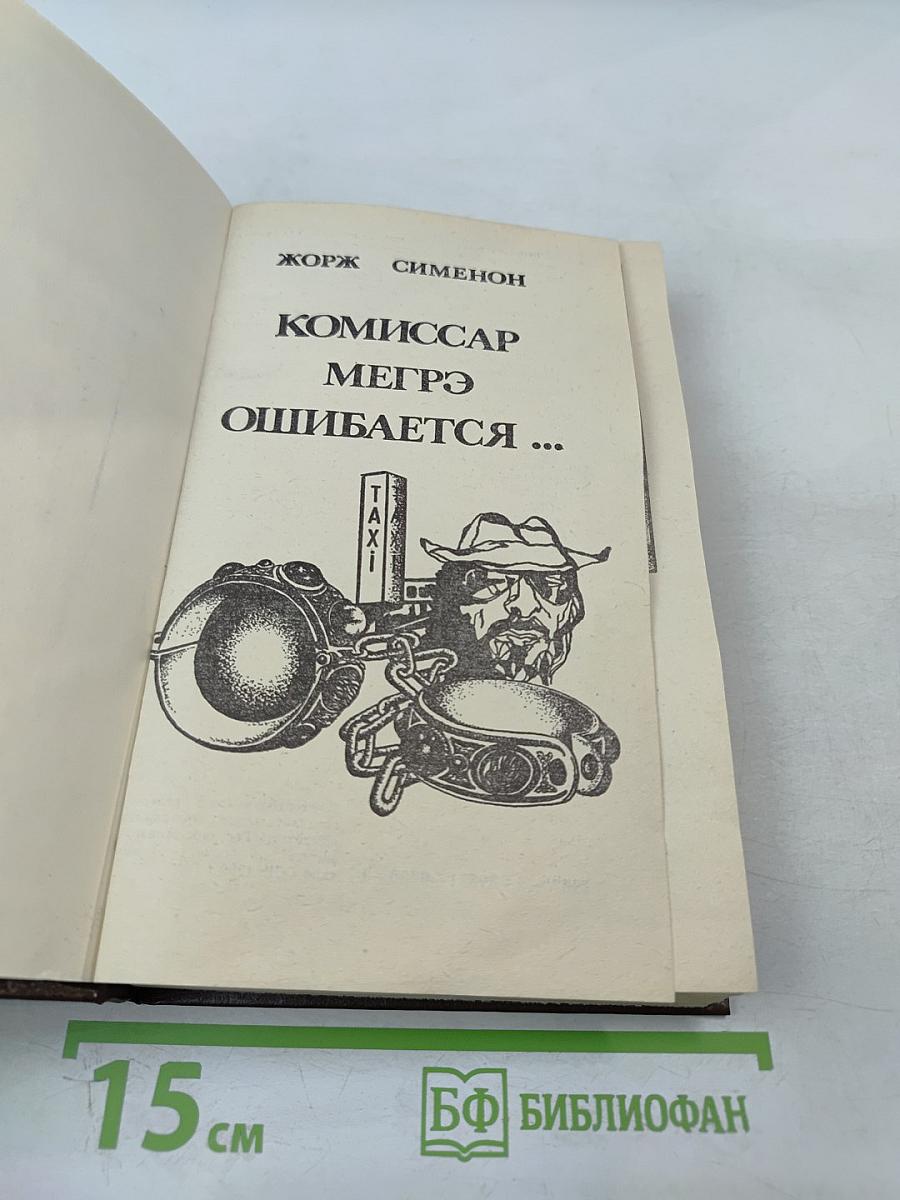 ЖОРЖ СИМЕНОН
КОМИССАР
МЕГРЭ
ОШИБАЕТСЯ ...
TAXi
15 см
БФ БИБЛИОФАН